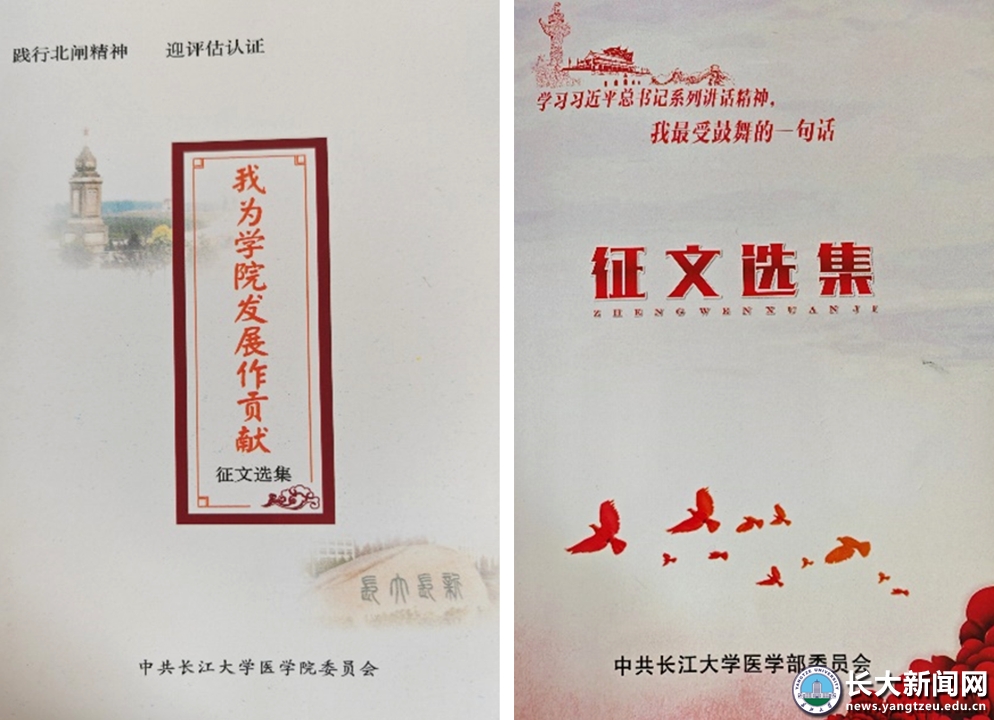 践行北闸精神 迎评估认证
我为学院发展作贡献
征文选集
新長大長
中共长江大学医学院委员会
学习习近平总书记系列讲话精神，
我最受鼓舞的一句话
征文选集
ZHENGWENXUANJI
中共长江大学医学部委员会
长大新闻网
news.yangtzeu.edu.cn